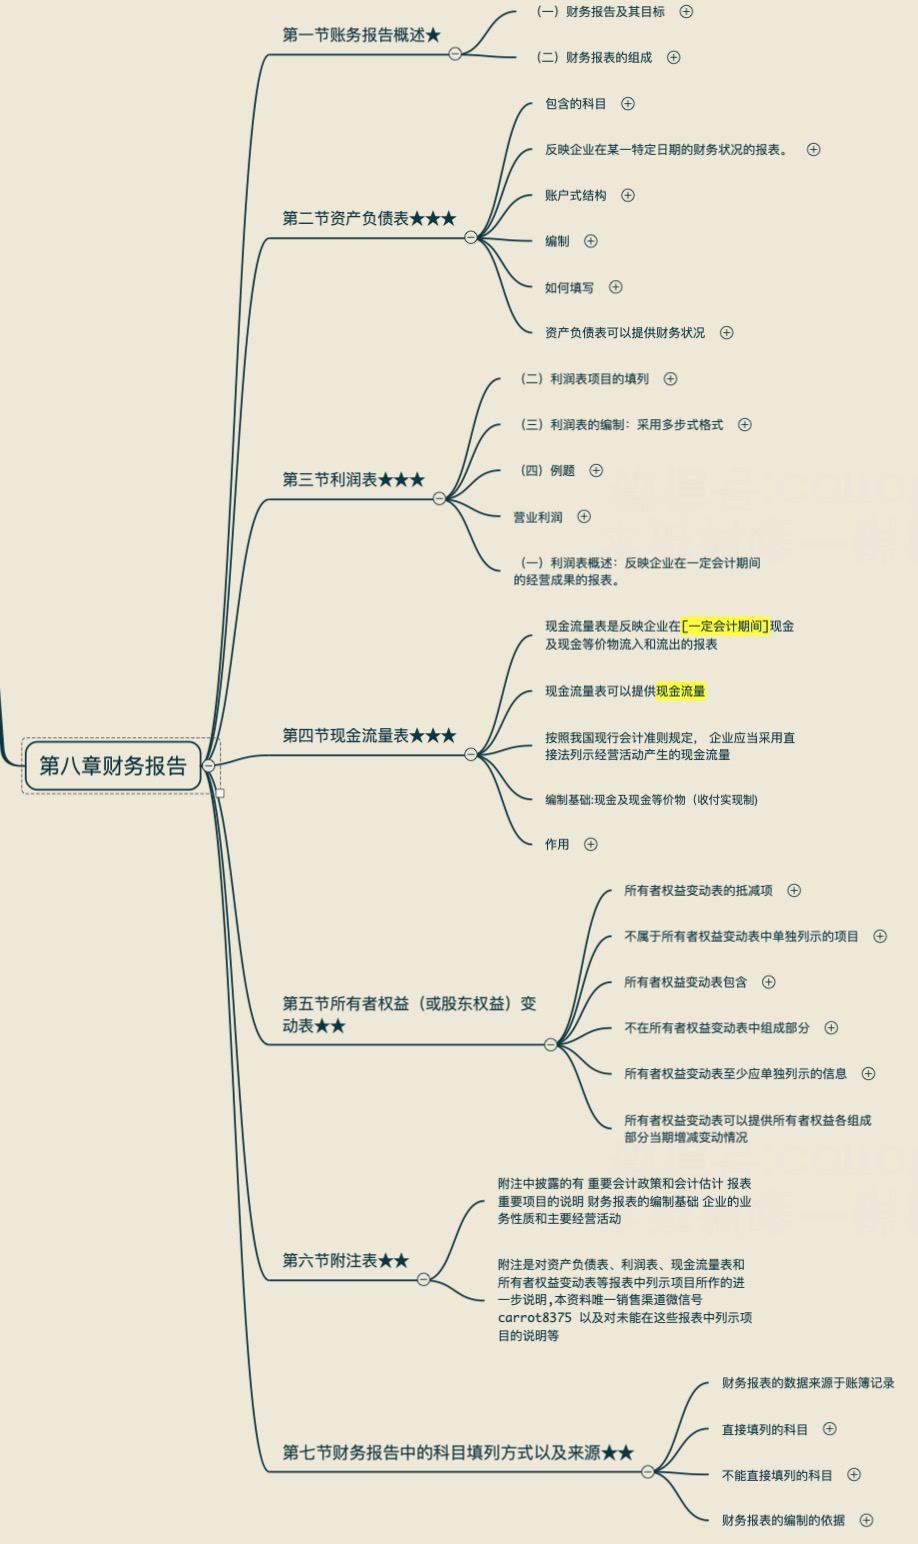 第一节账务报告概述★
（一）财务报告及其目标
（二）财务报表的组成
第二节资产负债表★★★
包含的科目
反映企业在某一特定日期的财务状况的报表。
账户式结构
编制
如何填写
资产负债表可以提供财务状况
第三节利润表★★★
（二）利润表项目的填列
（三）利润表的编制：采用多步式格式
（四）例题
营业利润
（一）利润表概述：反映企业在一定会计期间
的经营成果的报表。
第八章财务报告
第四节现金流量表★★★
现金流量表是反映企业在[一定会计期间]现金
及现金等价物流入和流出的报表
现金流量表可以提供现金流量
按照我国现行会计准则规定， 企业应当采用直
接法列示经营活动产生的现金流量
编制基础:现金及现金等价物（收付实现制)
作用
第五节所有者权益（或股东权益）变
动表★★
所有者权益变动表的抵减项
不属于所有者权益变动表中单独列示的项目
所有者权益变动表包含
不在所有者权益变动表中组成部分
所有者权益变动表至少应单独列示的信息
所有者权益变动表可以提供所有者权益各组成
部分当期增减变动情况
第六节附注表★★
附注中披露的有 重要会计政策和会计估计 报表
重要项目的说明 财务报表的编制基础 企业的业
务性质和主要经营活动
附注是对资产负债表、利润表、现金流量表和
所有者权益变动表等报表中列示项目所作的进
一步说明,本资料唯一销售渠道微信号
carrot8375 以及对未能在这些报表中列示项
目的说明等
第七节财务报告中的科目填列方式以及来源★★
财务报表的数据来源于账簿记录
直接填列的科目
不能直接填列的科目
财务报表的编制的依据